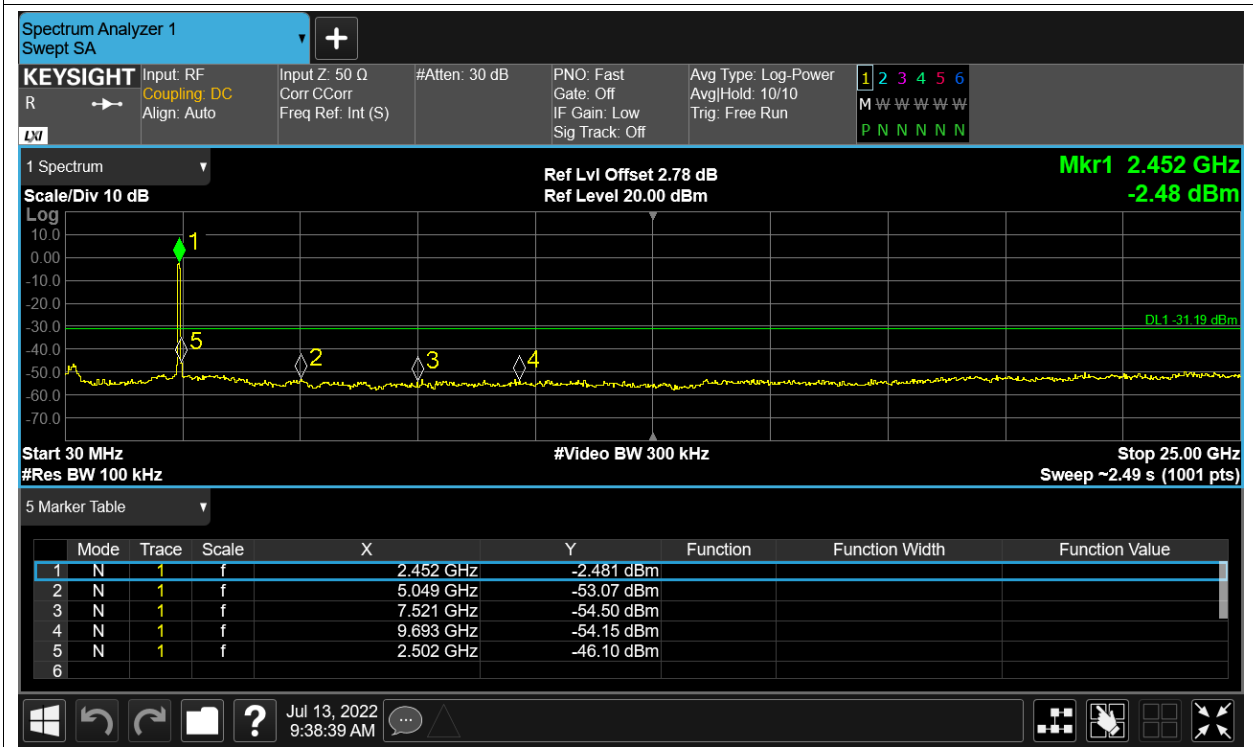 Spectrum Analyzer 1
Swept SA
KEYSIGHT
R
LXI
Input: RF
Coupling: DC
Align: Auto
Input Z: 50 Ω
Corr CCorr
Freq Ref: Int (S)
#Atten: 30 dB
PNO: Fast
Gate: Off
IF Gain: Low
Sig Track: Off
Avg Type: Log-Power
Avg|Hold: 10/10
Trig: Free Run
1 2 3 4 5 6
M W W W W W
P N N N N N
1 Spectrum
Scale/Div 10 dB
Ref Lvl Offset 2.78 dB
Ref Level 20.00 dBm
Mkr1 2.452 GHz
-2.48 dBm
Log
10.0
0.00
-10.0
-20.0
-30.0
-40.0
-50.0
-60.0
-70.0
1
5
2
3
4
DL1 -31.19 dBm
Start 30 MHz
#Res BW 100 kHz
#Video BW 300 kHz
Stop 25.00 GHz
Sweep ~2.49 s (1001 pts)
5 Marker Table
Mode Trace Scale X Y Function Function Width Function Value
1 N 1 f 2.452 GHz -2.481 dBm
2 N 1 f 5.049 GHz -53.07 dBm
3 N 1 f 7.521 GHz -54.50 dBm
4 N 1 f 9.693 GHz -54.15 dBm
5 N 1 f 2.502 GHz -46.10 dBm
6
?
Jul 13, 2022
9:38:39 AM